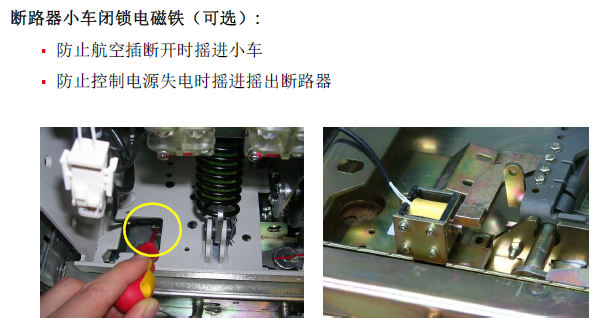 断路器小车闭锁电磁铁（可选）：
防止航空插断开时摇进小车
防止控制电源失电时摇进摇出断路器